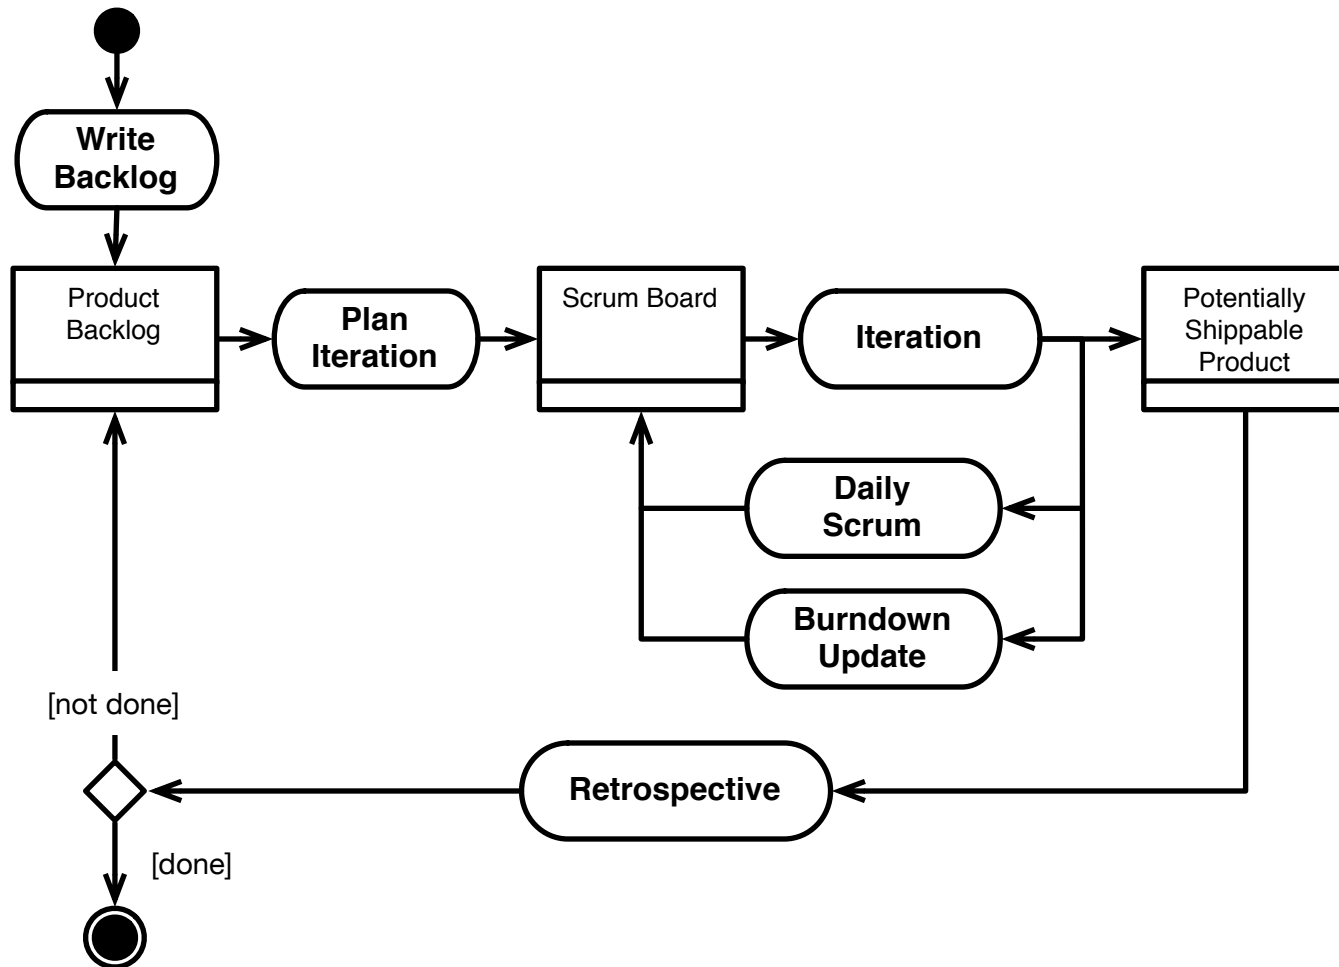 Write
Backlog
Product
Backlog
Plan
Iteration
Scrum Board
Iteration
Potentially
Shippable
Product
Daily
Scrum
Burndown
Update
[not done]
Retrospective
[done]